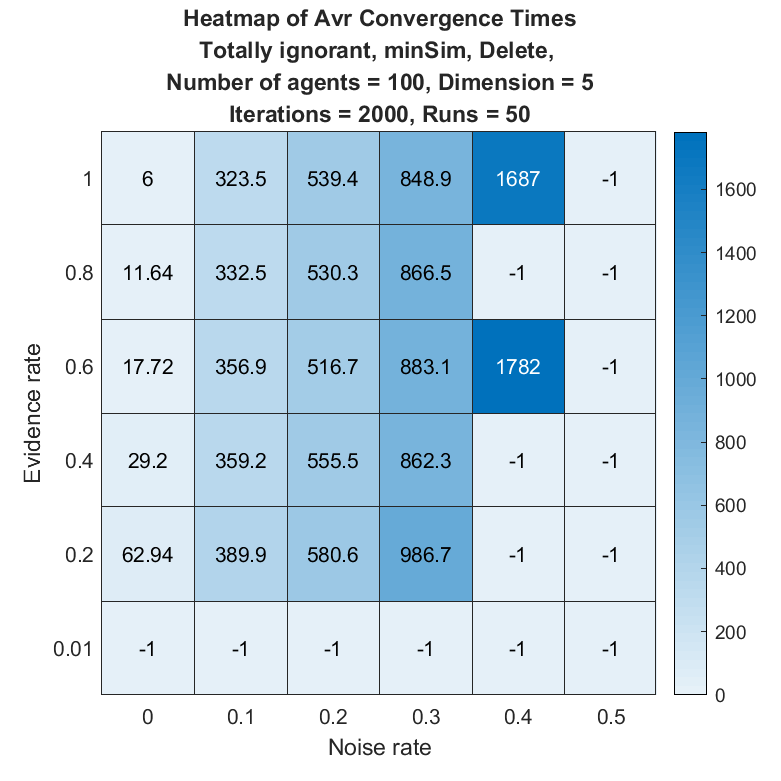 Heatmap of Avr Convergence Times
Totally ignorant, minSim, Delete,
Number of agents = 100, Dimension = 5
Iterations = 2000, Runs = 50
1 6 323.5 539.4 848.9 1687 -1
0.8 11.64 332.5 530.3 866.5 -1 -1
0.6 17.72 356.9 516.7 883.1 1782 -1
0.4 29.2 359.2 555.5 862.3 -1 -1
0.2 62.94 389.9 580.6 986.7 -1 -1
0.01 -1 -1 -1 -1 -1 -1
0 0.1 0.2 0.3 0.4 0.5
Noise rate
Evidence rate
1600
1400
1200
1000
800
600
400
200
0